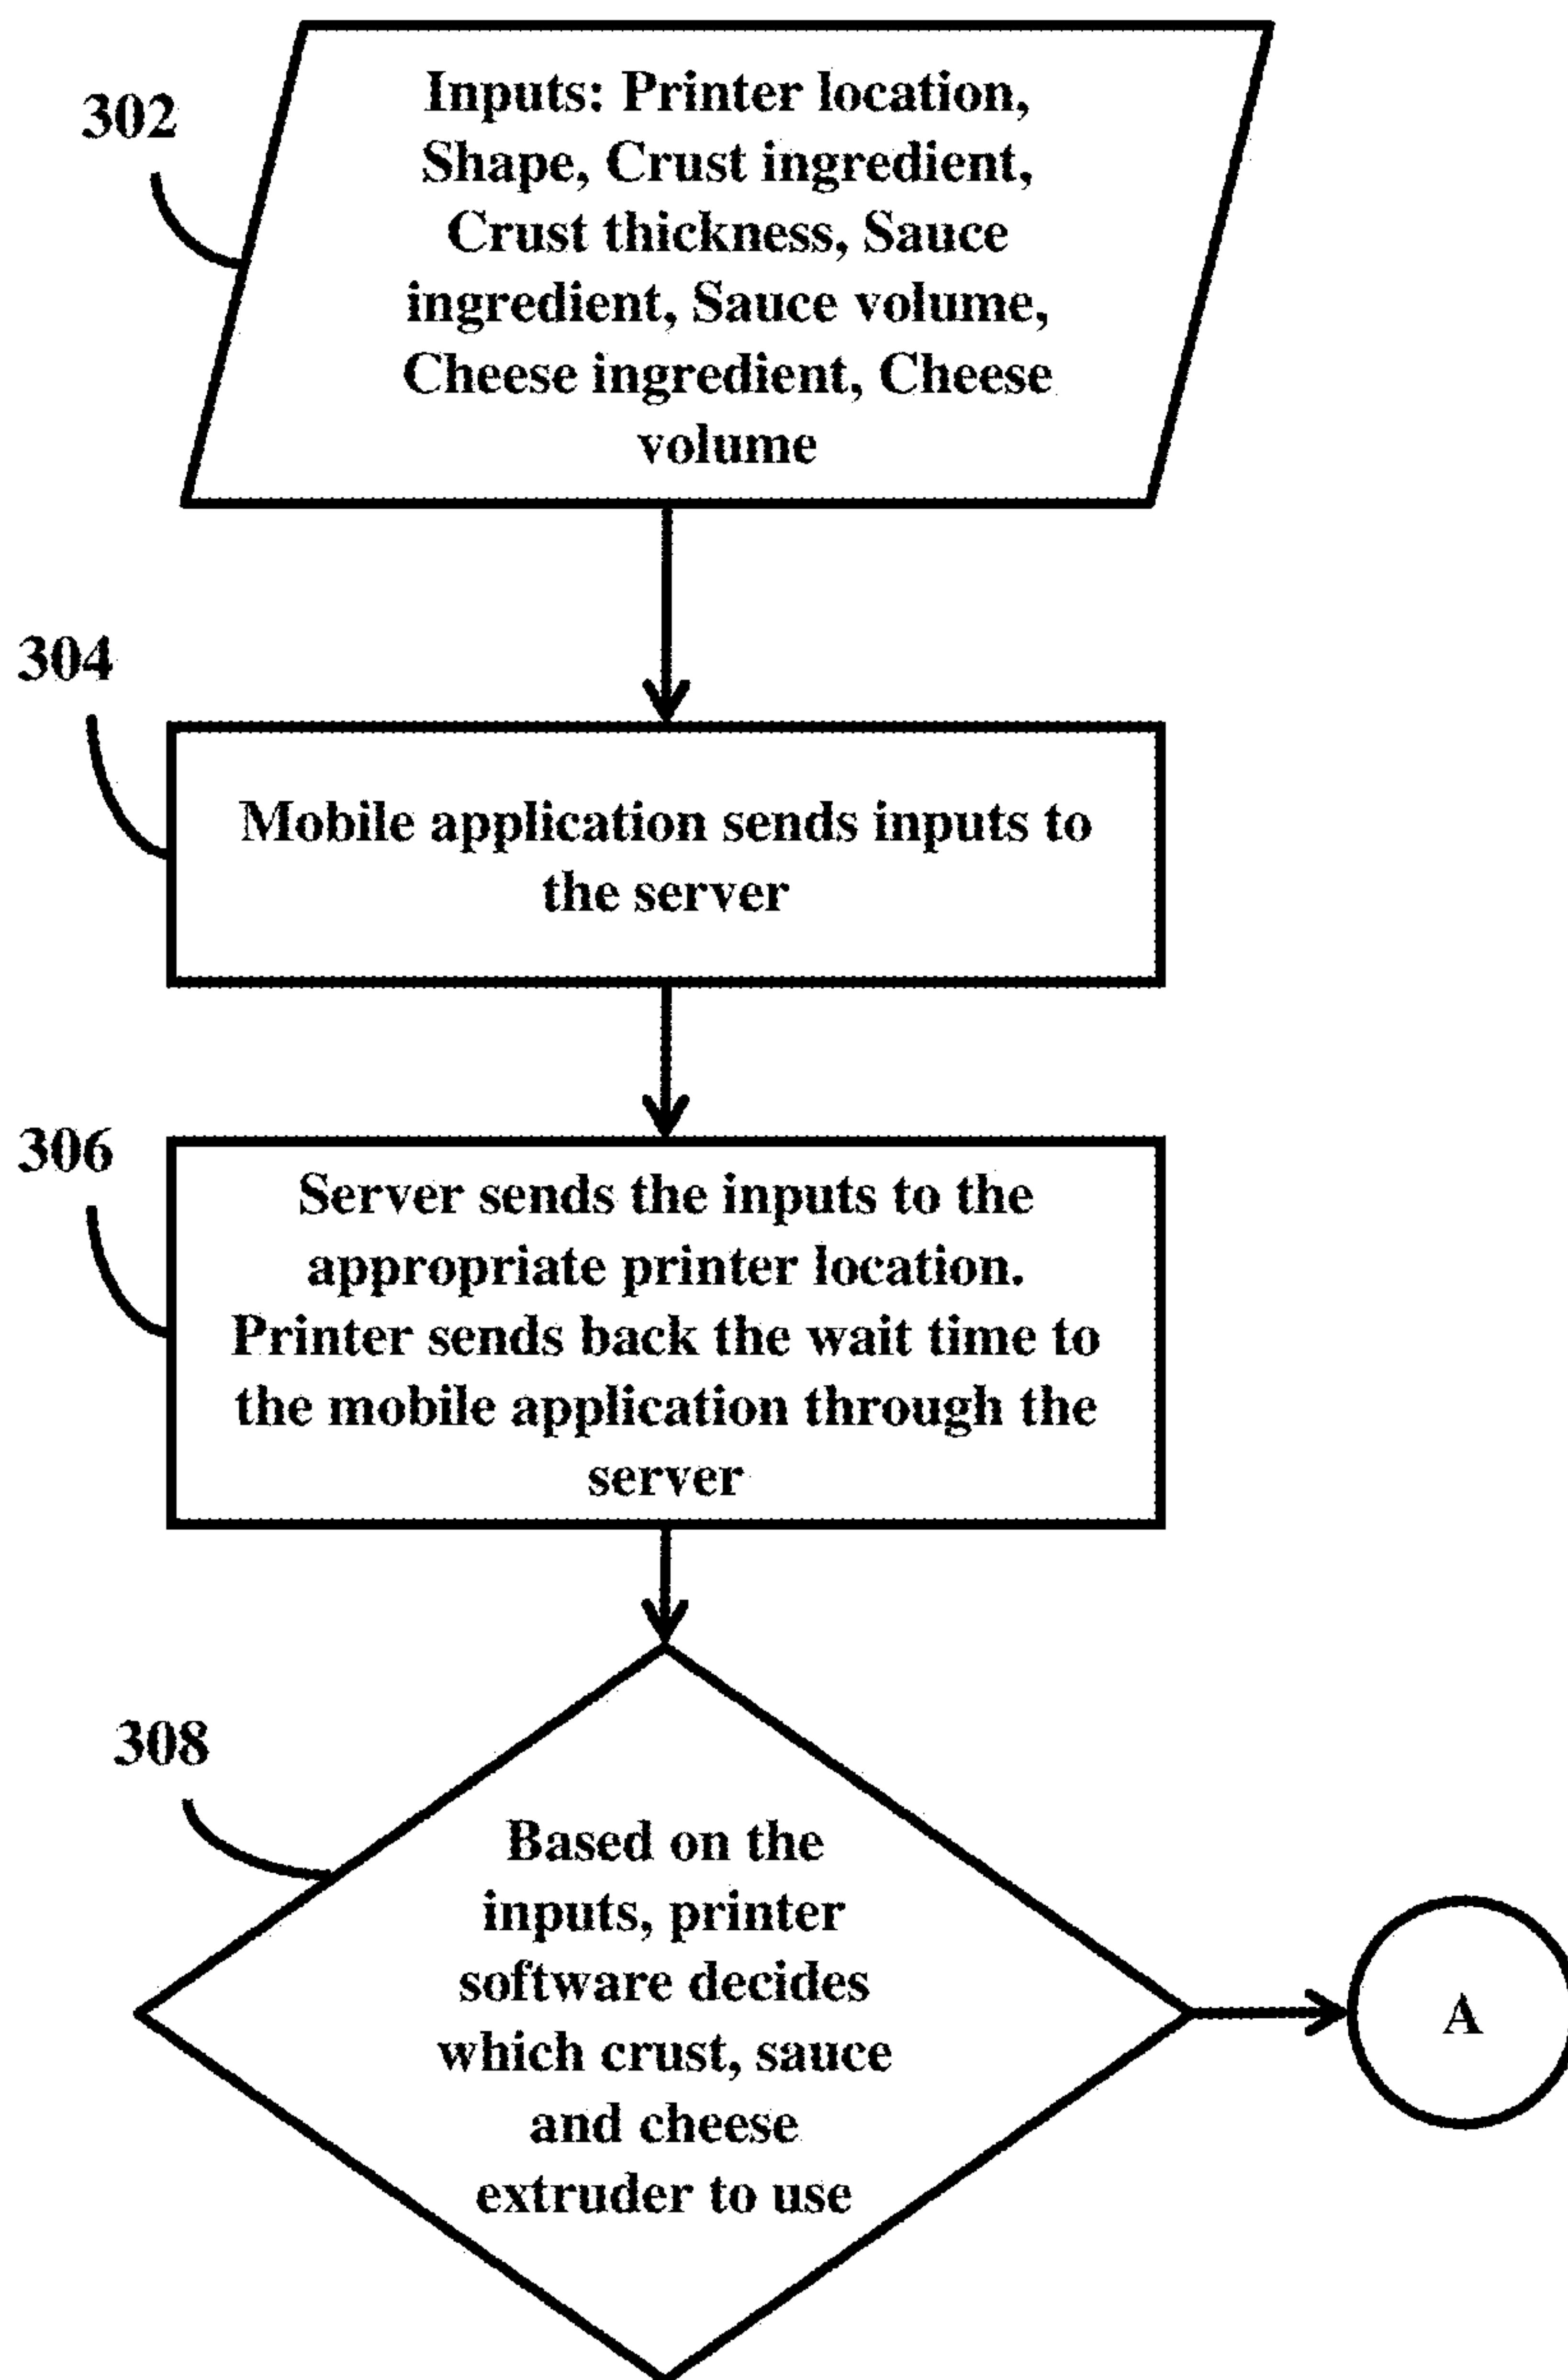 302
Inputs: Printer location,
Shape, Crust ingredient,
Crust thickness, Sauce
ingredient, Sauce volume,
Cheese ingredient, Cheese
volume
304
Mobile application sends inputs to
the server
306
Server sends the inputs to the
appropriate printer location.
Printer sends back the wait time to
the mobile application through the
server
308
Based on the
inputs, printer
software decides
which crust, sauce
and cheese
extruder to use
A